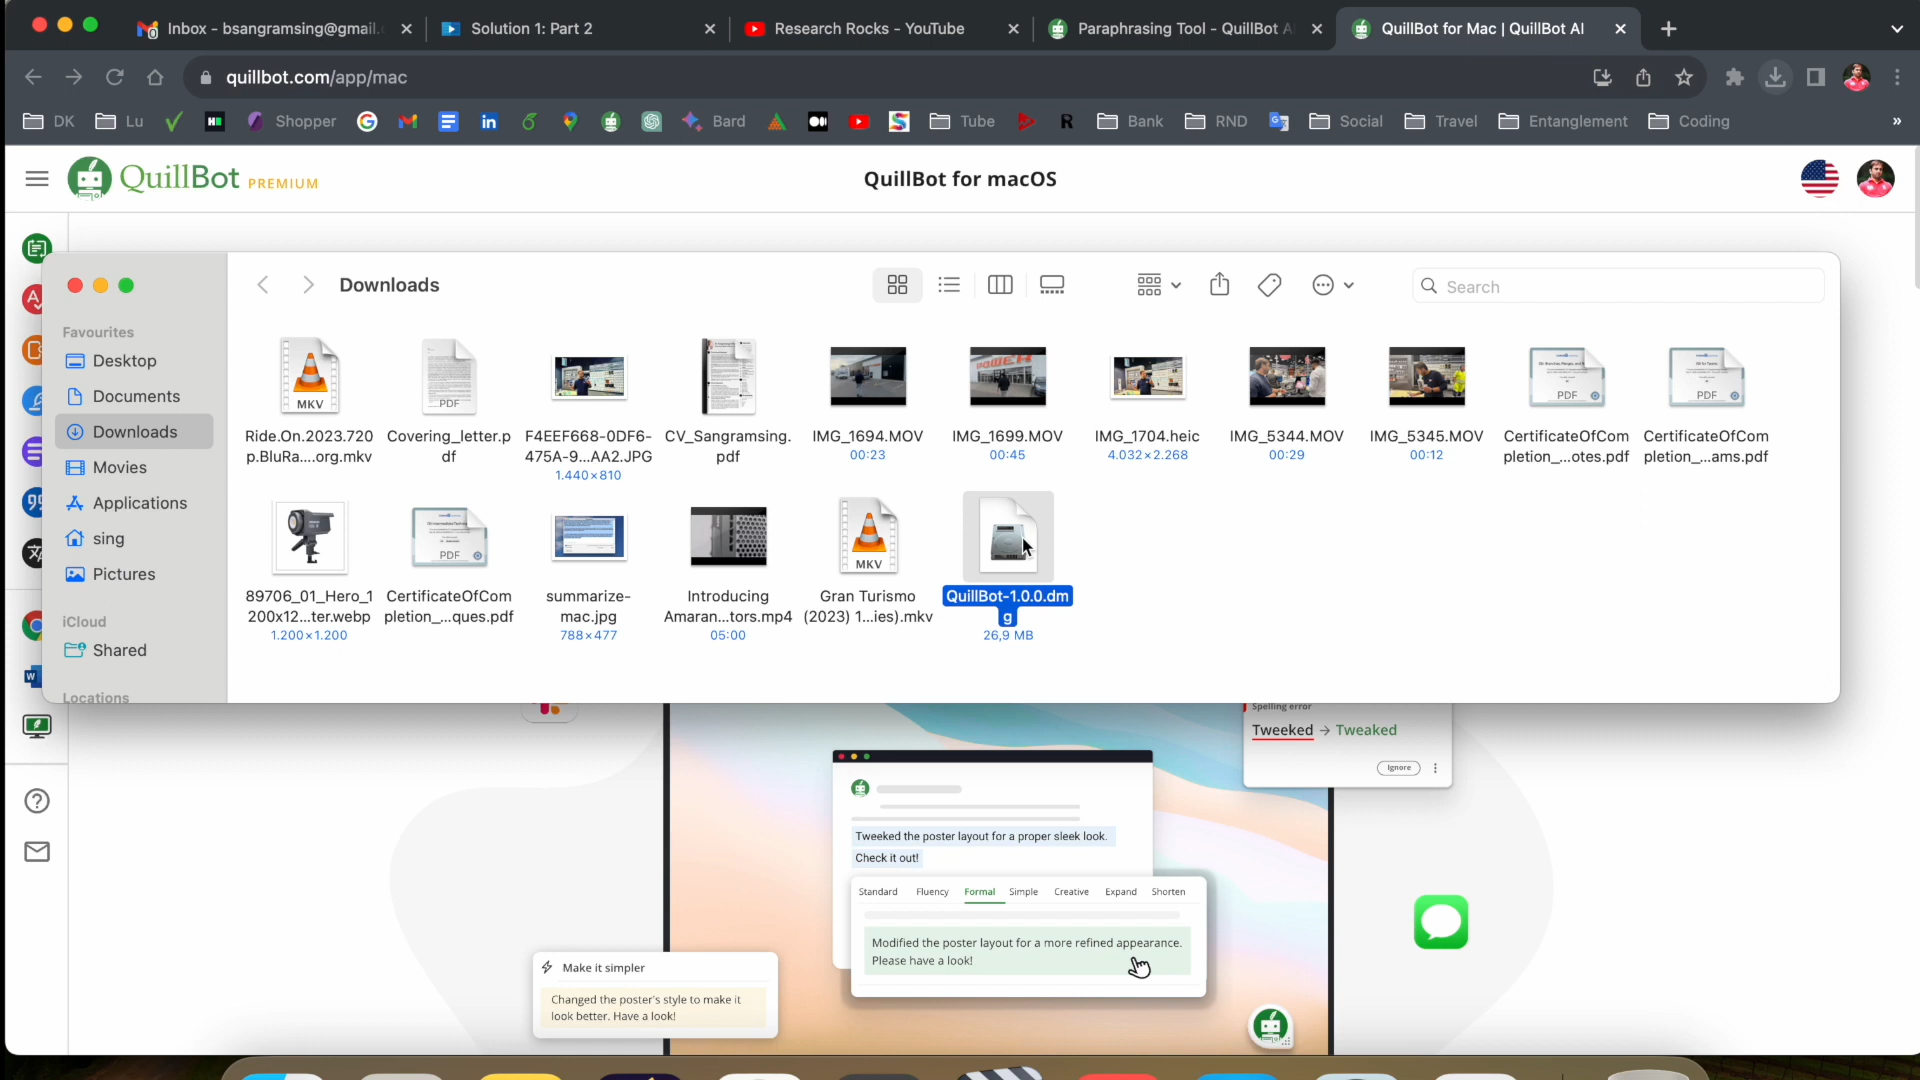 Inbox - bsangramsing@gmail.
Solution 1: Part 2
Research Rocks - YouTube
Paraphrasing Tool - QuillBot A
QuillBot for Mac | QuillBot AI
quillbot.com/app/mac
DK
Lu
Shopper
Bard
Tube
Bank
RND
Social
Travel
Entanglement
Coding
»
QuillBot PREMIUM
QuillBot for macOS
Downloads
Search
Favourites
Desktop
Documents
Downloads
Movies
Applications
sing
Pictures
iCloud
Shared
Locations
MKV
Ride.On.2023.720
p.BluRa....org.mkv
PDF
Covering_letter.p
df
F4EEF668-0DF6-
475A-9...AA2.JPG
1.440×810
CV_Sangramsing.
pdf
IMG_1694.MOV
00:23
IMG_1699.MOV
00:45
IMG_1704.heic
4.032×2.268
IMG_5344.MOV
00:29
IMG_5345.MOV
00:12
PDF
CertificateOfCom
pletion_...otes.pdf
PDF
CertificateOfCom
pletion_...ams.pdf
89706_01_Hero_1
200x12...ter.webp
1.200×1.200
PDF
CertificateOfCom
pletion_...ques.pdf
summarize-
mac.jpg
788×477
Introducing
Amaran...tors.mp4
05:00
MKV
Gran Turismo
(2023) 1...ies).mkv
QuillBot-1.0.0.dm
g
26,9 MB
Spelling error
Tweeked → Tweaked
Ignore
Tweeked the poster layout for a proper sleek look.
Check it out!
Standard Fluency Formal Simple Creative Expand Shorten
Modified the poster layout for a more refined appearance.
Please have a look!
Make it simpler
Changed the poster's style to make it
look better. Have a look!